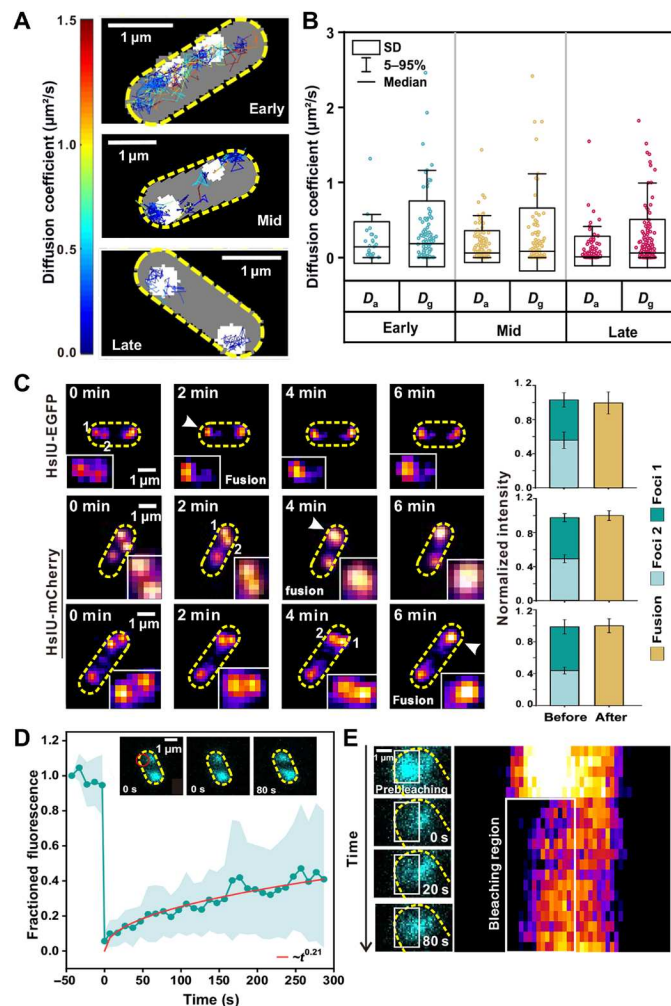 A
1.5
1.0
0.5
0.0
Diffusion coefficient (μm²/s)
1 μm
Early
1 μm
Mid
1 μm
Late
B
Diffusion coefficient (μm²/s)
3
2
1
0
SD
5–95%
Median
Da Dg Da Dg Da Dg
Early Mid Late
C
HslU-EGFP
0 min 2 min 4 min 6 min
1
2
Fusion
1 μm
HslU-mCherry
0 min 2 min 4 min 6 min
1
2
fusion
1 μm
0 min 2 min 4 min 6 min
1 μm
2
1
Fusion
Normalized intensity
1.2
0.8
0.4
0.0
1.2
0.8
0.4
0.0
1.2
0.8
0.4
0.0
Before After
Foci 1
Foci 2
Fusion
D
Fractioned fluorescence
1.2
1.0
0.8
0.6
0.4
0.2
0.0
1 μm
0 s 0 s 80 s
~t^0.21
−50 0 50 100 150 200 250 300
Time (s)
E
Time
1 μm
Prebleaching
0 s
20 s
80 s
Bleaching region